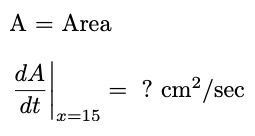 A = Area
dA/dt |x=15 = ? cm²/sec